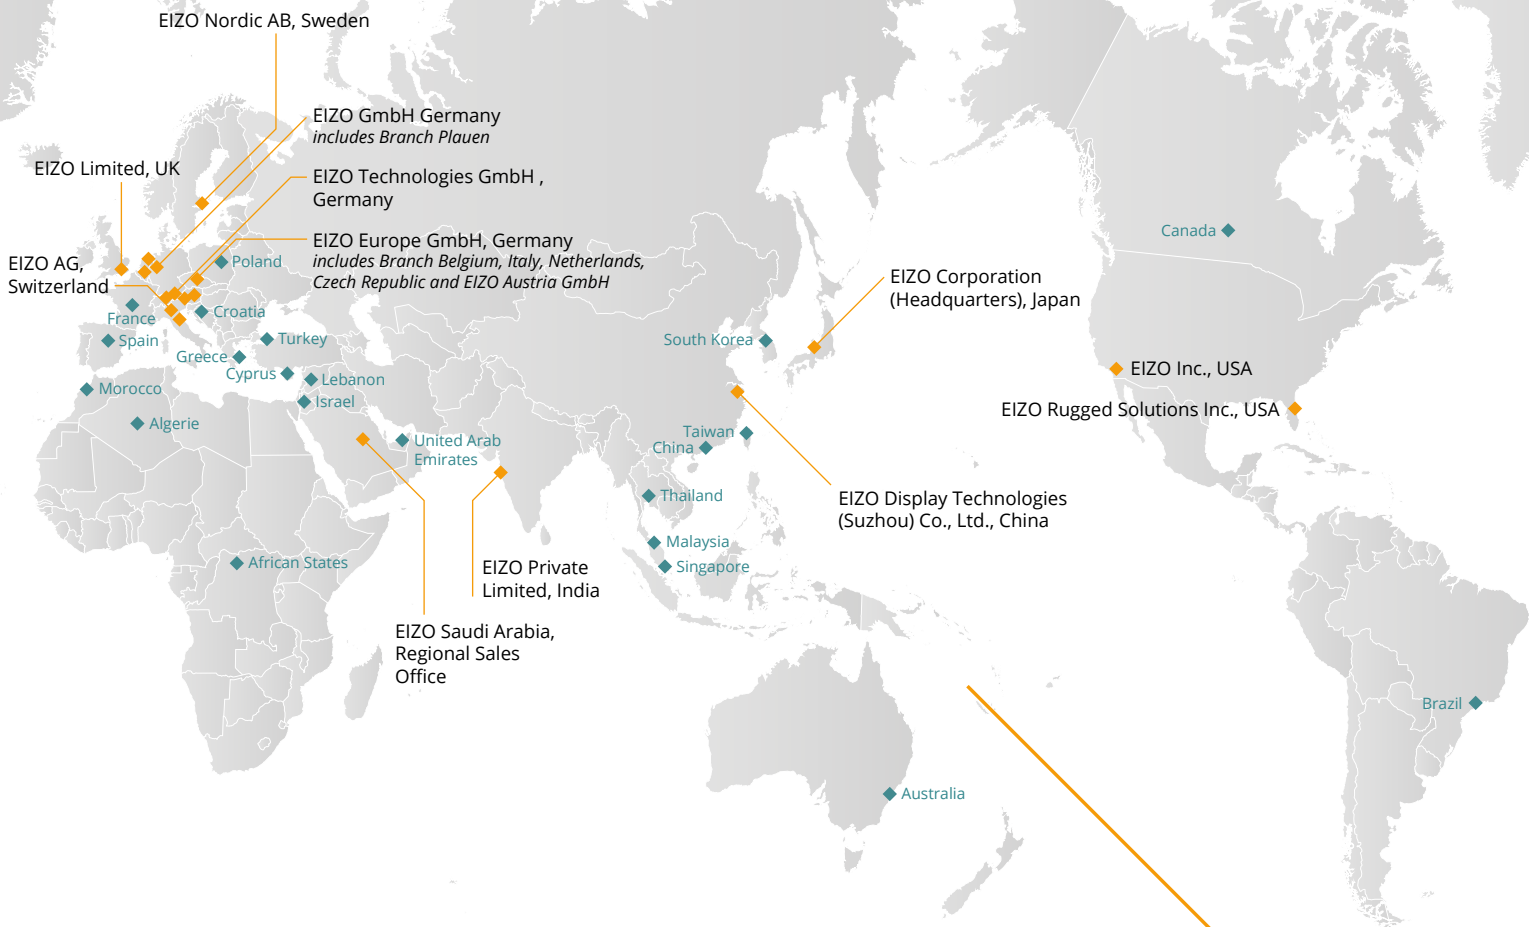 EIZO Nordic AB, Sweden
EIZO GmbH Germany
includes Branch Plauen
EIZO Limited, UK
EIZO Technologies GmbH ,
Germany
EIZO Europe GmbH, Germany
includes Branch Belgium, Italy, Netherlands,
Czech Republic and EIZO Austria GmbH
EIZO AG,
Switzerland
Poland
France
Croatia
Spain
Turkey
Greece
Cyprus
Lebanon
Morocco
Israel
Algerie
United Arab
Emirates
African States
EIZO Private
Limited, India
EIZO Saudi Arabia,
Regional Sales
Office
South Korea
Taiwan
China
Thailand
Malaysia
Singapore
EIZO Corporation
(Headquarters), Japan
EIZO Display Technologies
(Suzhou) Co., Ltd., China
Australia
Canada
EIZO Inc., USA
EIZO Rugged Solutions Inc., USA
Brazil